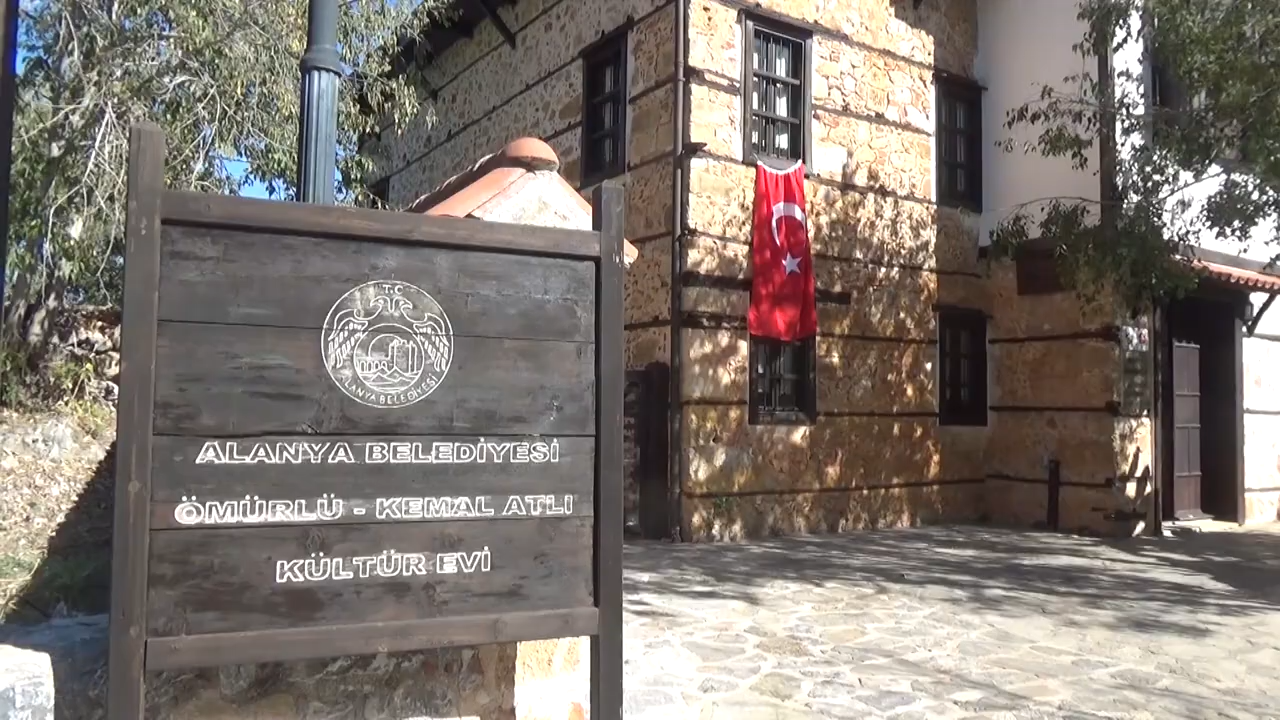 T.C
ALANYA BELEDİYESİ
ALANYA BELEDİYESİ
ÖMÜRLÜ - KEMAL ATLI
KÜLTÜR EVİ